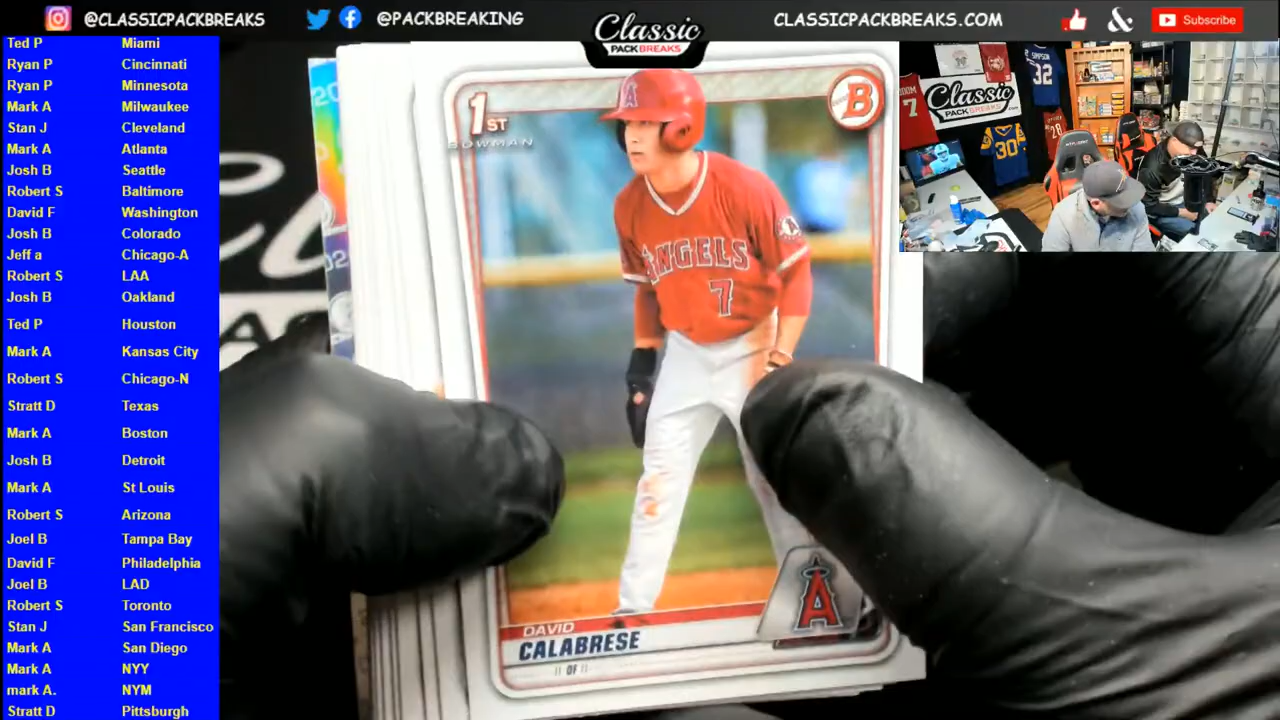 @CLASSICPACKBREAKS
@PACKBREAKING
Classic
PACK BREAKS
CLASSICPACKBREAKS.COM
Subscribe
Ted P Miami
Ryan P Cincinnati
Ryan P Minnesota
Mark A Milwaukee
Stan J Cleveland
Mark A Atlanta
Josh B Seattle
Robert S Baltimore
David F Washington
Josh B Colorado
Jeff a Chicago-A
Robert S LAA
Josh B Oakland
Ted P Houston
Mark A Kansas City
Robert S Chicago-N
Stratt D Texas
Mark A Boston
Josh B Detroit
Mark A St Louis
Robert S Arizona
Joel B Tampa Bay
David F Philadelphia
Joel B LAD
Robert S Toronto
Stan J San Francisco
Mark A San Diego
Mark A NYY
mark A. NYM
Stratt D Pittsburgh
1ST
BOWMAN
B
A
ANGELS
7
DAVID
CALABRESE
OF
A
7
Classic
PACK BREAKS
32
30
28